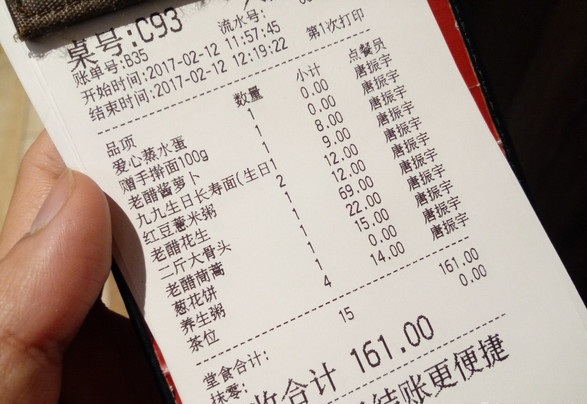 桌号:C93
账单号:B35 流水号:
开始时间:2017-02-12 11:57:45
结束时间:2017-02-12 12:19:22 第1次打印
品项 数量 小计 点餐员
爱心蒸水蛋 1 0.00 唐振宇
赠手擀面100g 1 0.00 唐振宇
老醋酱萝卜 1 8.00 唐振宇
九九生日长寿面(生日 1 9.00 唐振宇
红豆薏米粥 2 12.00 唐振宇
老醋花生 1 12.00 唐振宇
二斤大骨头 1 69.00 唐振宇
老醋茼蒿 1 22.00 唐振宇
葱花饼 1 15.00 唐振宇
养生粥 1 0.00 唐振宇
茶位 4 14.00
堂食合计: 15 161.00
抹零: 0.00
合计 161.00
结账更便捷